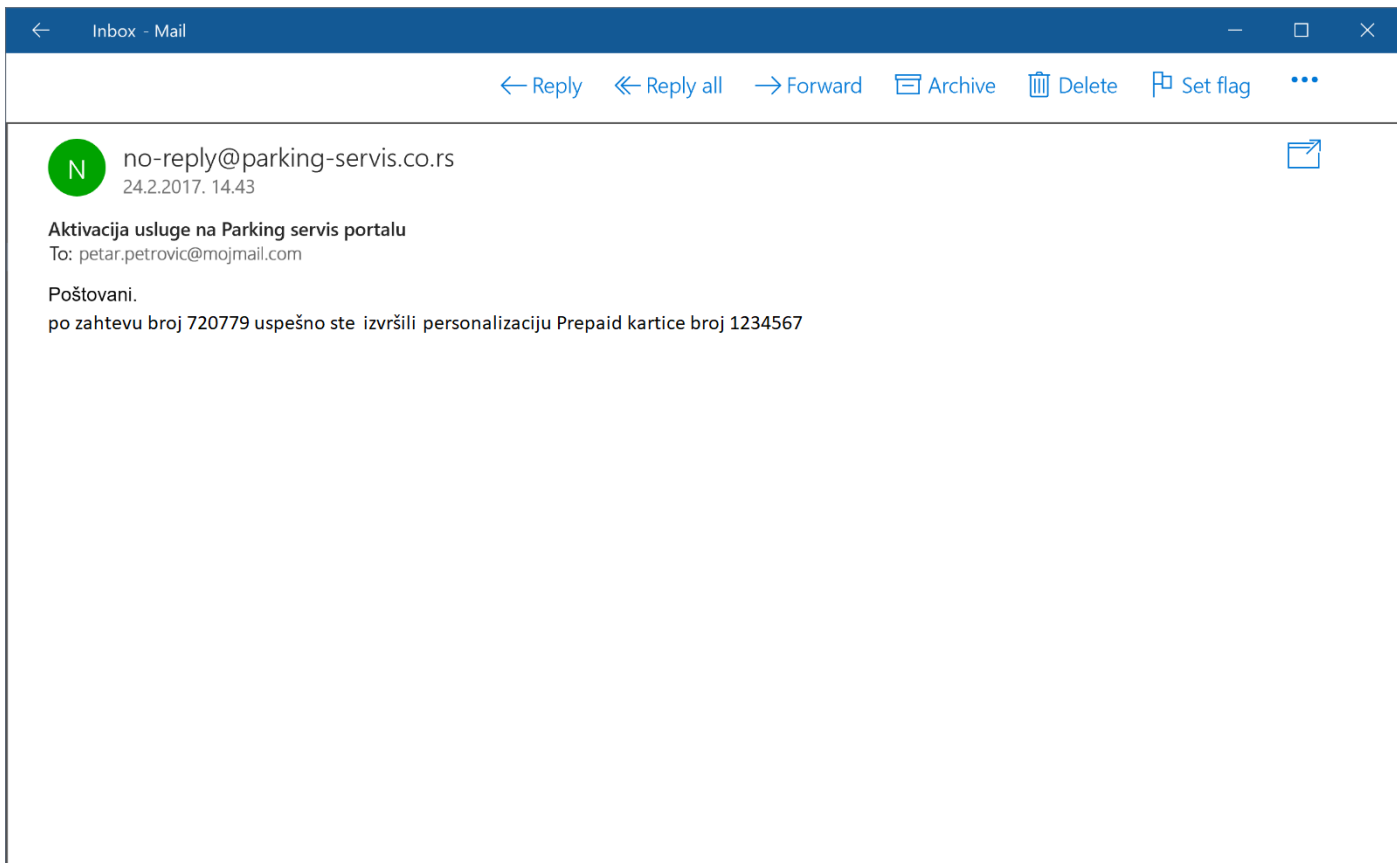 Inbox - Mail
Reply Reply all Forward Archive Delete Set flag
N
no-reply@parking-servis.co.rs
24.2.2017. 14.43
Aktivacija usluge na Parking servis portalu
To: petar.petrovic@mojmail.com
Poštovani.
po zahtevu broj 720779 uspešno ste izvršili personalizaciju Prepaid kartice broj 1234567